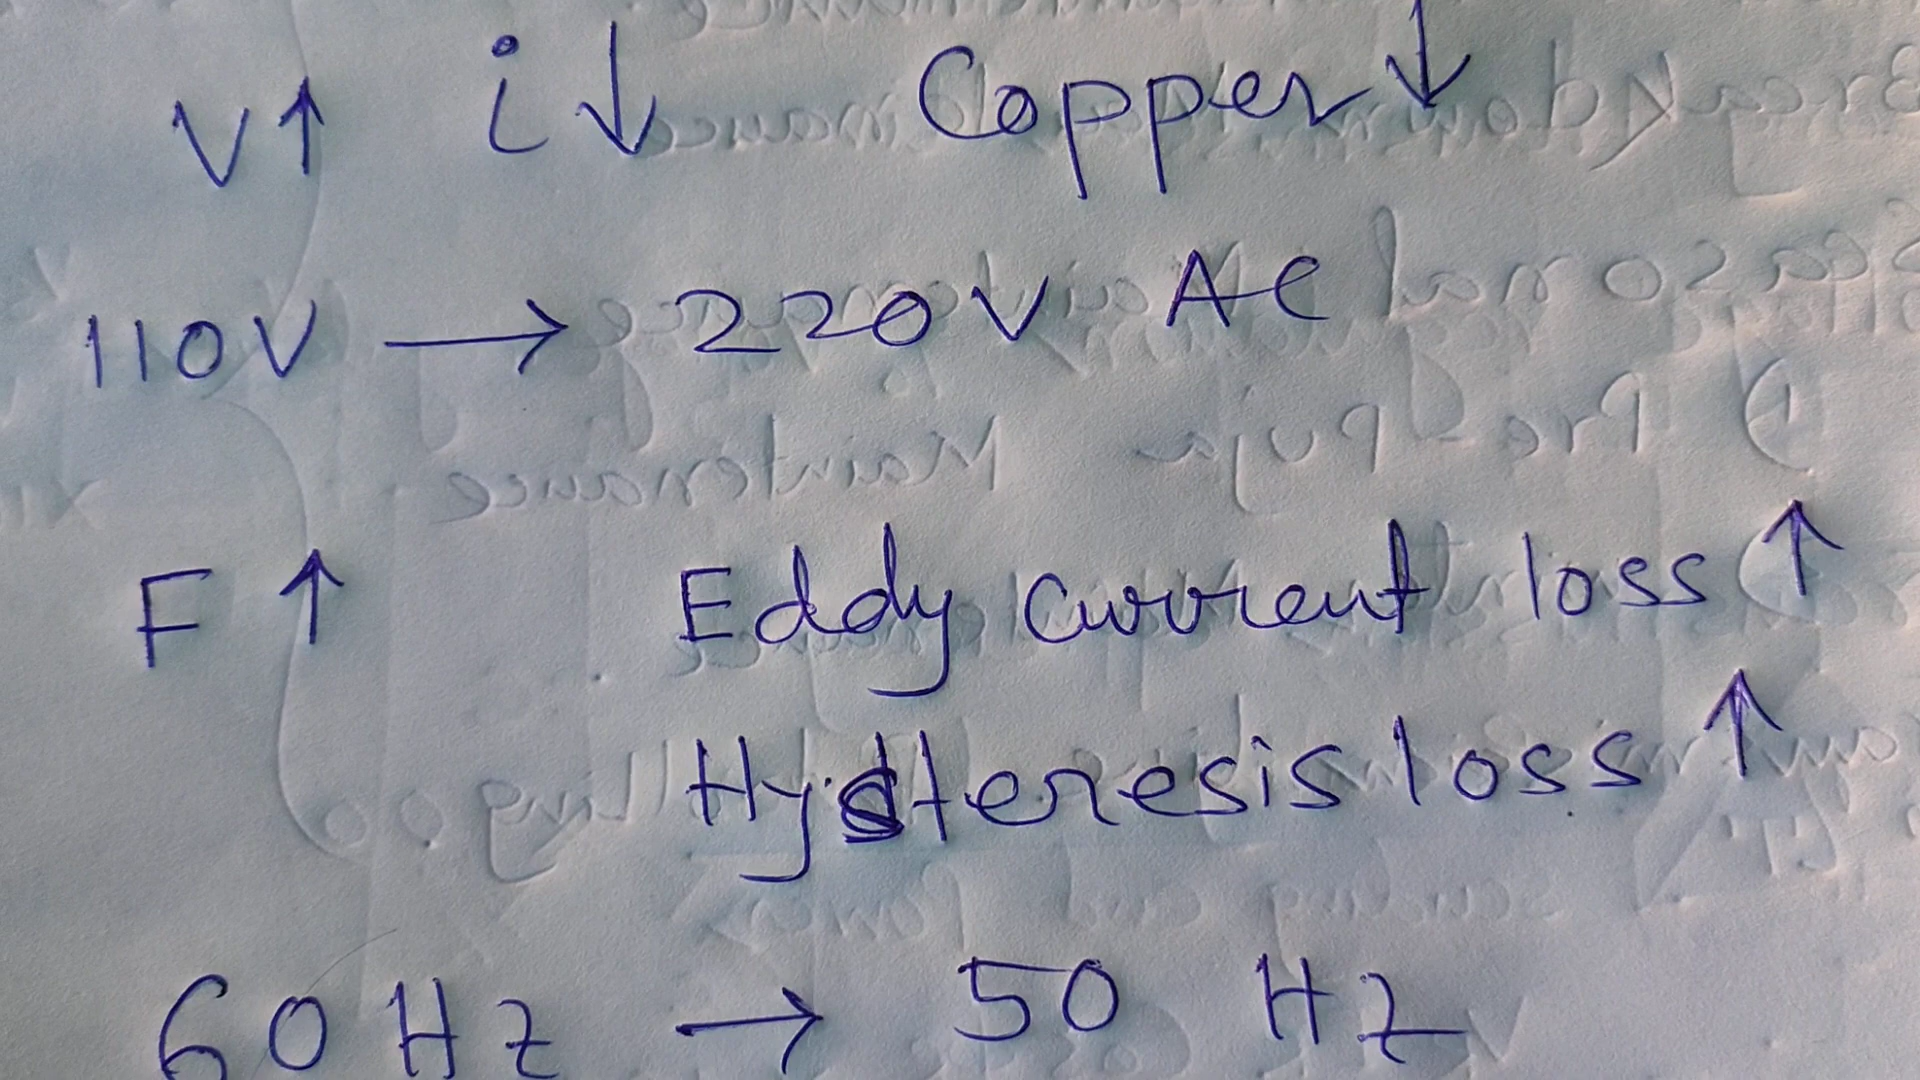 V↑ i↓ Copper↓
110V → 220V AC
F↑ Eddy current loss↑
Hysteresis loss↑
60 Hz → 50 Hz